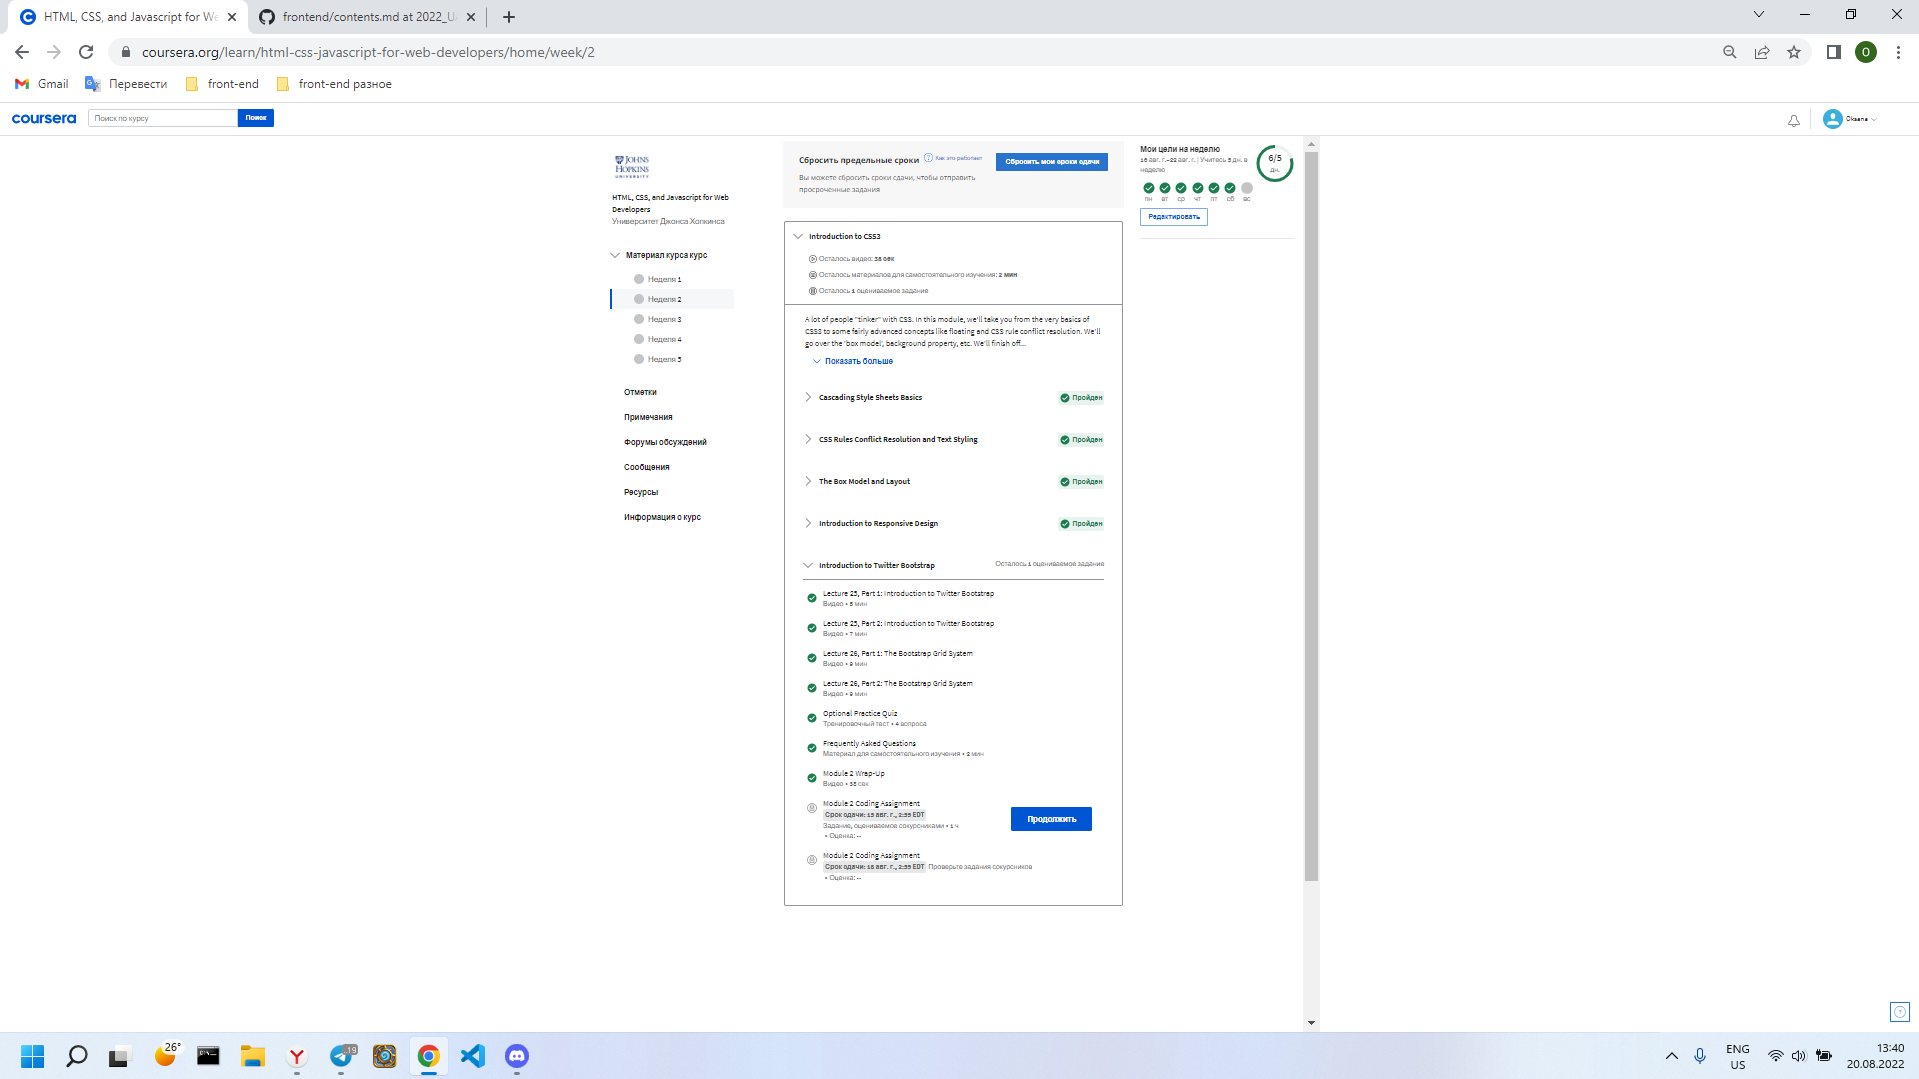 HTML, CSS, and Javascript for We
frontend/contents.md at 2022_U
coursera.org/learn/html-css-javascript-for-web-developers/home/week/2
O
Gmail
Перевести
front-end
front-end разное
coursera
Поиск по курсу
Поиск
Oksana
JOHNS
HOPKINS
UNIVERSITY
HTML, CSS, and Javascript for Web
Developers
Университет Джонса Хопкинса
Материал курса курс
Неделя 1
Неделя 2
Неделя 3
Неделя 4
Неделя 5
Отметки
Примечания
Форумы обсуждений
Сообщения
Ресурсы
Информация о курс
Сбросить предельные сроки
Как это работает
Вы можете сбросить сроки сдачи, чтобы отправить
просроченные задания
Сбросить мои сроки сдачи
Introduction to CSS3
Осталось видео: 38 сек
Осталось материалов для самостоятельного изучения: 2 мин
Осталось 1 оцениваемое задание
A lot of people "tinker" with CSS. In this module, we'll take you from the very basics of
CSS3 to some fairly advanced concepts like floating and CSS rule conflict resolution. We'll
go over the 'box model', background property, etc. We'll finish off...
Показать больше
Cascading Style Sheets Basics
Пройден
CSS Rules Conflict Resolution and Text Styling
Пройден
The Box Model and Layout
Пройден
Introduction to Responsive Design
Пройден
Introduction to Twitter Bootstrap
Осталось 1 оцениваемое задание
Lecture 25, Part 1: Introduction to Twitter Bootstrap
Видео • 5 мин
Lecture 25, Part 2: Introduction to Twitter Bootstrap
Видео • 7 мин
Lecture 26, Part 1: The Bootstrap Grid System
Видео • 9 мин
Lecture 26, Part 2: The Bootstrap Grid System
Видео • 9 мин
Optional Practice Quiz
Тренировочный тест • 4 вопроса
Frequently Asked Questions
Материал для самостоятельного изучения • 2 мин
Module 2 Wrap-Up
Видео • 38 сек
Module 2 Coding Assignment
Срок сдачи: 15 авг. г., 2:59 EDT
Задание, оцениваемое сокурсниками • 1 ч
• Оценка: --
Продолжить
Module 2 Coding Assignment
Срок сдачи: 18 авг. г., 2:59 EDT Проверьте задания сокурсников
• Оценка: --
Мои цели на неделю
16 авг. г.–22 авг. г. | Учитесь 5 дн. в
неделю
6/5
дн.
пн вт ср чт пт сб вс
Редактировать
26°
19
ENG
US
13:40
20.08.2022